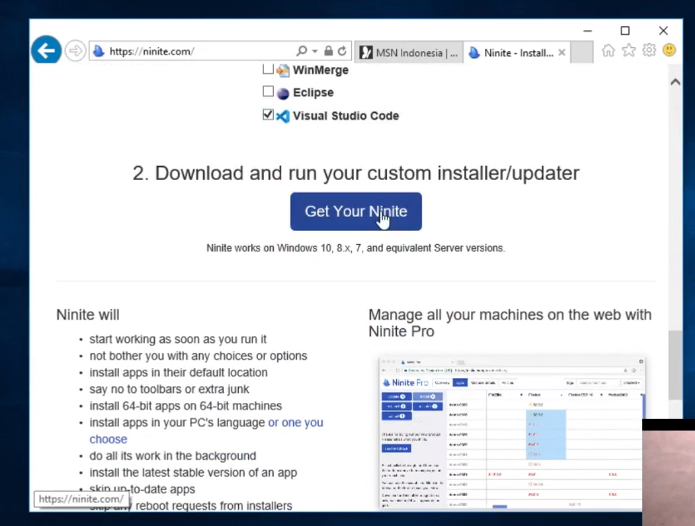 https://ninite.com/
MSN Indonesia | ...
Ninite - Install...
WinMerge
Eclipse
Visual Studio Code
2. Download and run your custom installer/updater
Get Your Ninite
Ninite works on Windows 10, 8.x, 7, and equivalent Server versions.
Ninite will
• start working as soon as you run it
• not bother you with any choices or options
• install apps in their default location
• say no to toolbars or extra junk
• install 64-bit apps on 64-bit machines
• install apps in your PC's language or one you
choose
• do all its work in the background
• install the latest stable version of an app
• skip up-to-date apps
reboot requests from installers
https://ninite.com/
Manage all your machines on the web with
Ninite Pro
Ninite Pro